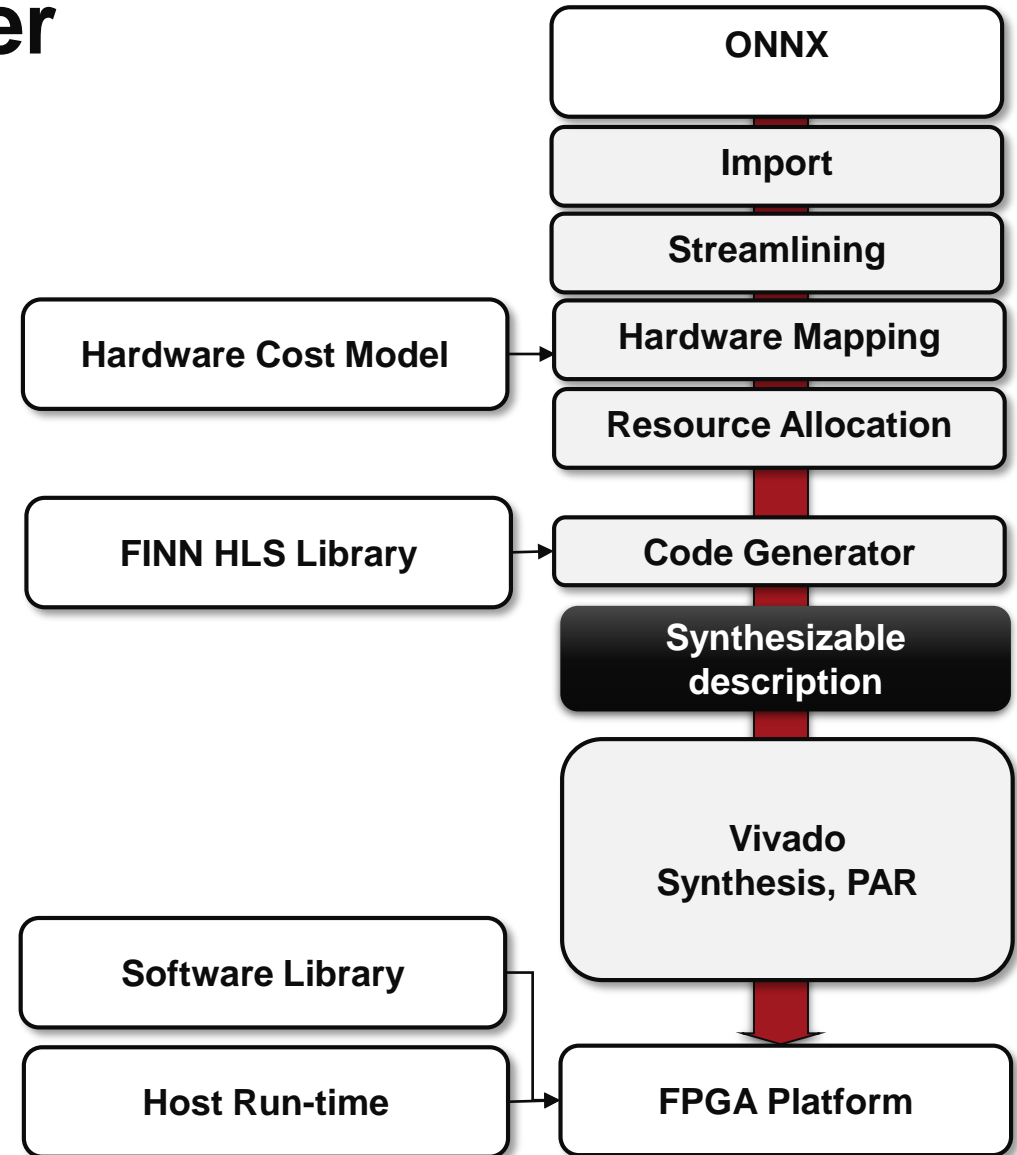 er
ONNX
Import
Streamlining
Hardware Cost Model
Hardware Mapping
Resource Allocation
FINN HLS Library
Code Generator
Synthesizable
description
Vivado
Synthesis, PAR
Software Library
Host Run-time
FPGA Platform